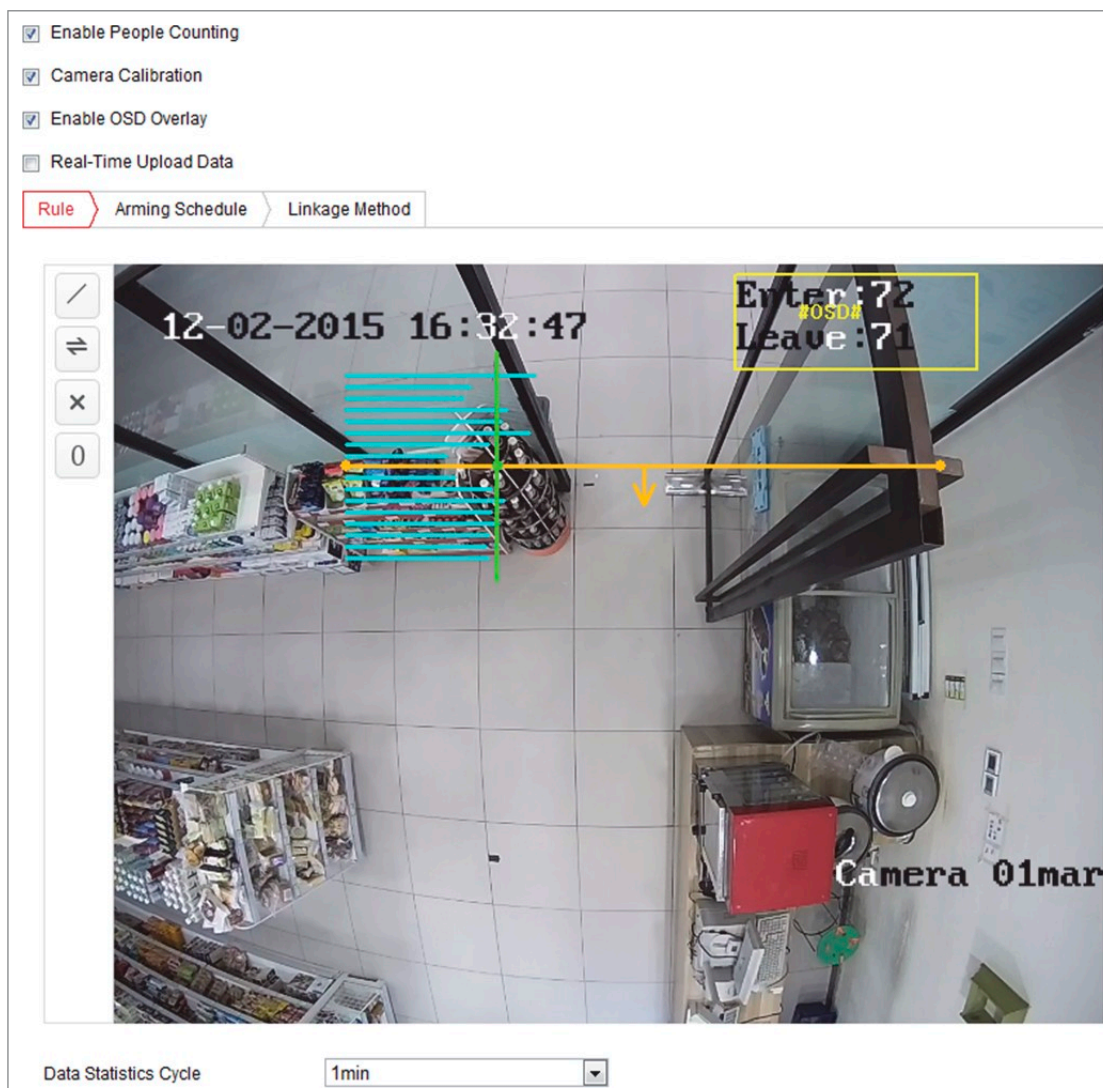 Enable People Counting
Camera Calibration
Enable OSD Overlay
Real-Time Upload Data
Rule
Arming Schedule
Linkage Method
12-02-2015 16:32:47
Enter:72
#OSD#
Leave:71
0
Camera 01mar
Data Statistics Cycle
1min